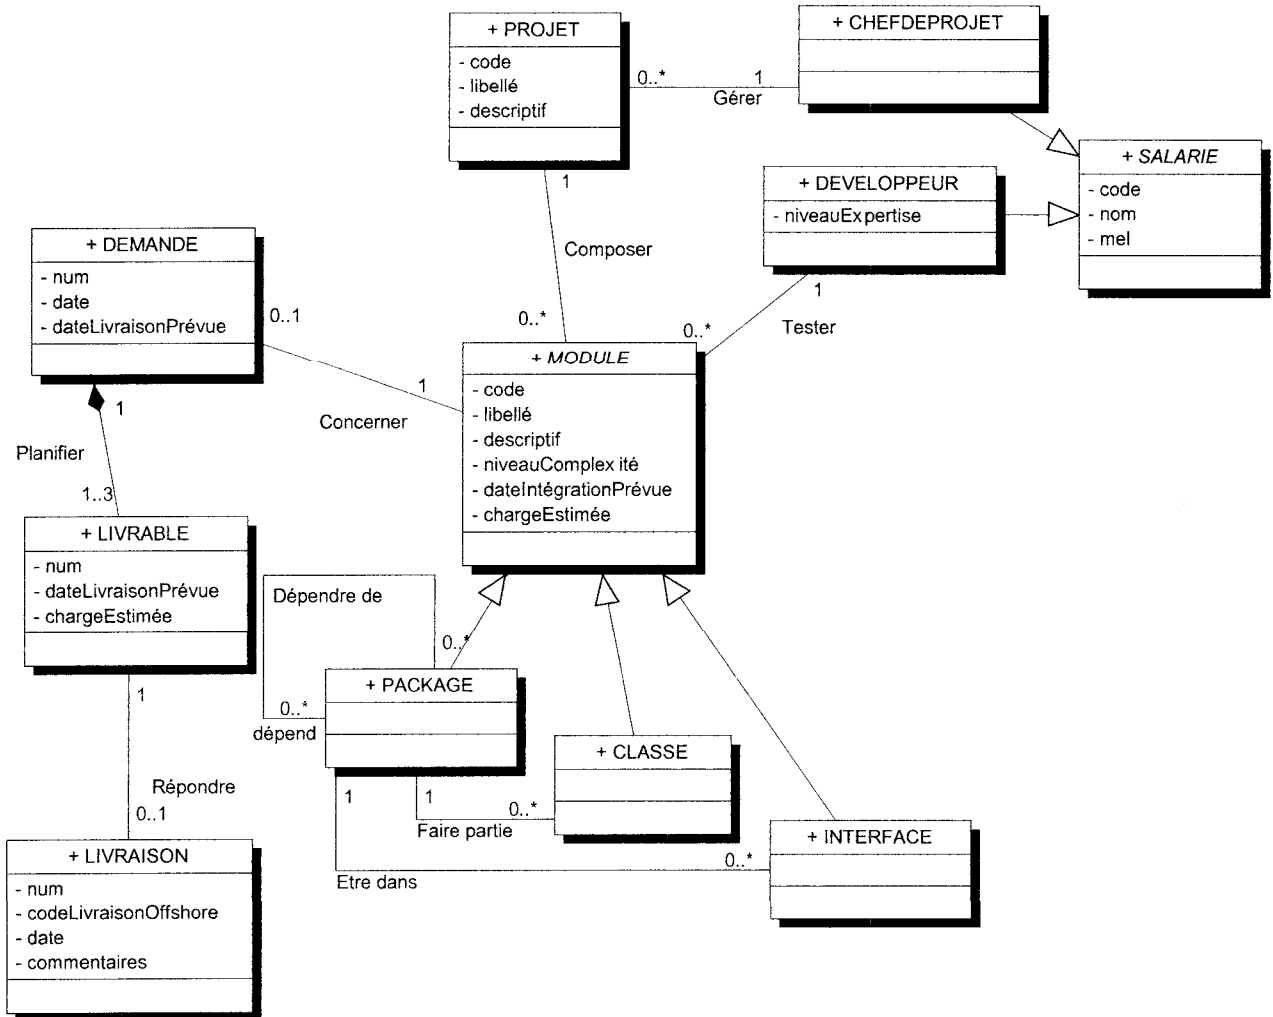 + PROJET
- code
- libellé
- descriptif
+ CHEFDEPROJET
0..*
1
Gérer
+ SALARIE
- code
- nom
- mel
+ DEVELOPPEUR
- niveauExpertise
1
Composer
0..*
1
Tester
0..*
+ DEMANDE
- num
- date
- dateLivraisonPrévue
0..1
1
Concerner
+ MODULE
- code
- libellé
- descriptif
- niveauComplexité
- dateIntégrationPrévue
- chargeEstimée
1
Planifier
1..3
+ LIVRABLE
- num
- dateLivraisonPrévue
- chargeEstimée
Dépendre de
0..*
+ PACKAGE
0..*
dépend
+ CLASSE
1
Répondre
0..1
1
1
0..*
Faire partie
+ INTERFACE
0..*
Etre dans
+ LIVRAISON
- num
- codeLivraisonOffshore
- date
- commentaires